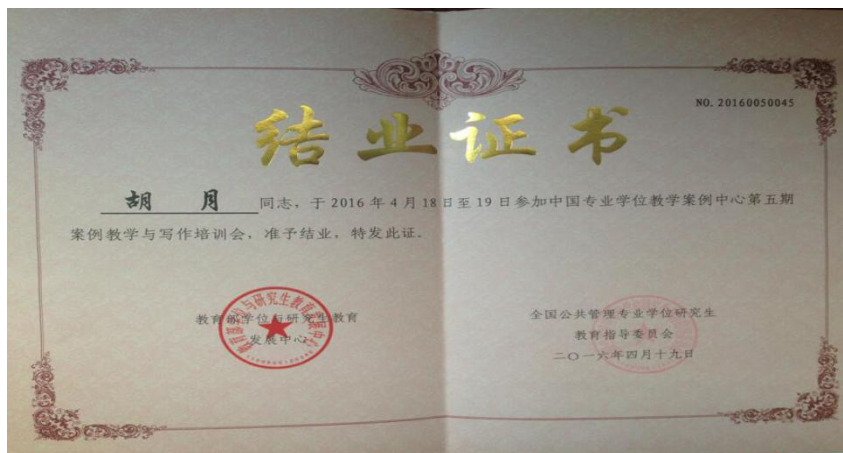 NO. 20160050045
结业证书
胡 月 同志，于 2016 年 4 月 18 日至 19 日参加中国专业学位教学案例中心第五期
案例教学与写作培训会，准予结业，特发此证.
教育部学位与研究生教育
发展中心
全国公共管理专业学位研究生
教育指导委员会
二〇一六年四月十九日